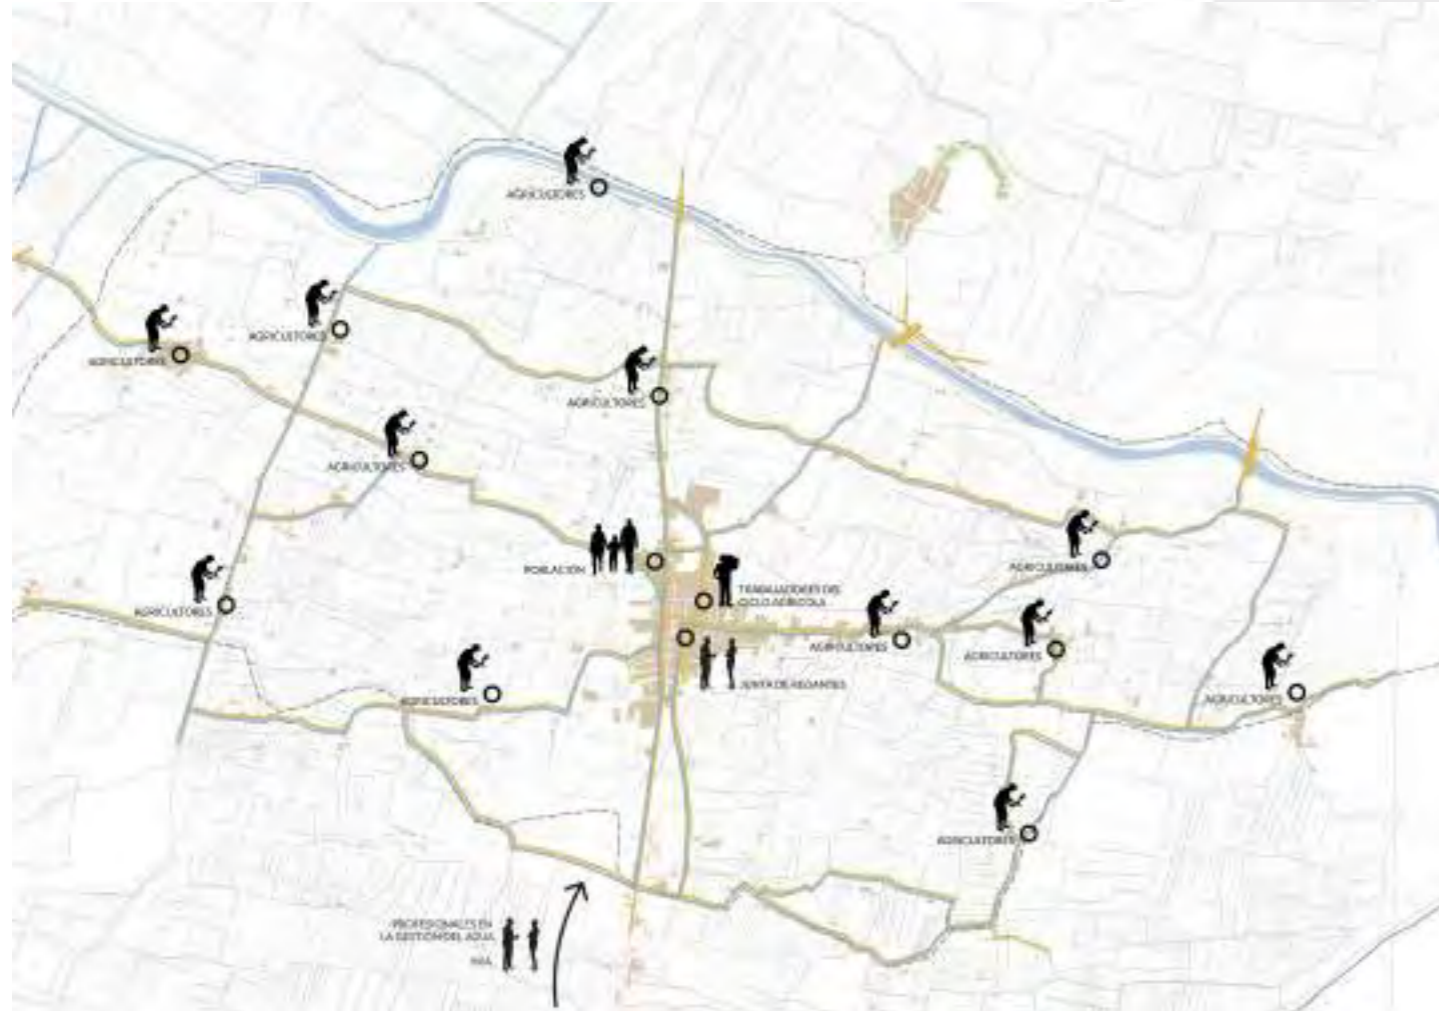 AGRICULTORES
AGRICULTORES
AGRICULTORES
AGRICULTORES
AGRICULTORES
POBLACIÓN
AGRICULTORES
TRABAJADORES DEL
CICLO AGRICOLA
AGRICULTORES
AGRICULTORES
AGRICULTORES
JUNTA DE REGANTES
AGRICULTORES
AGRICULTORES
AGRICULTORES
PROFESIONALES EN
LA GESTIÓN DEL AGUA